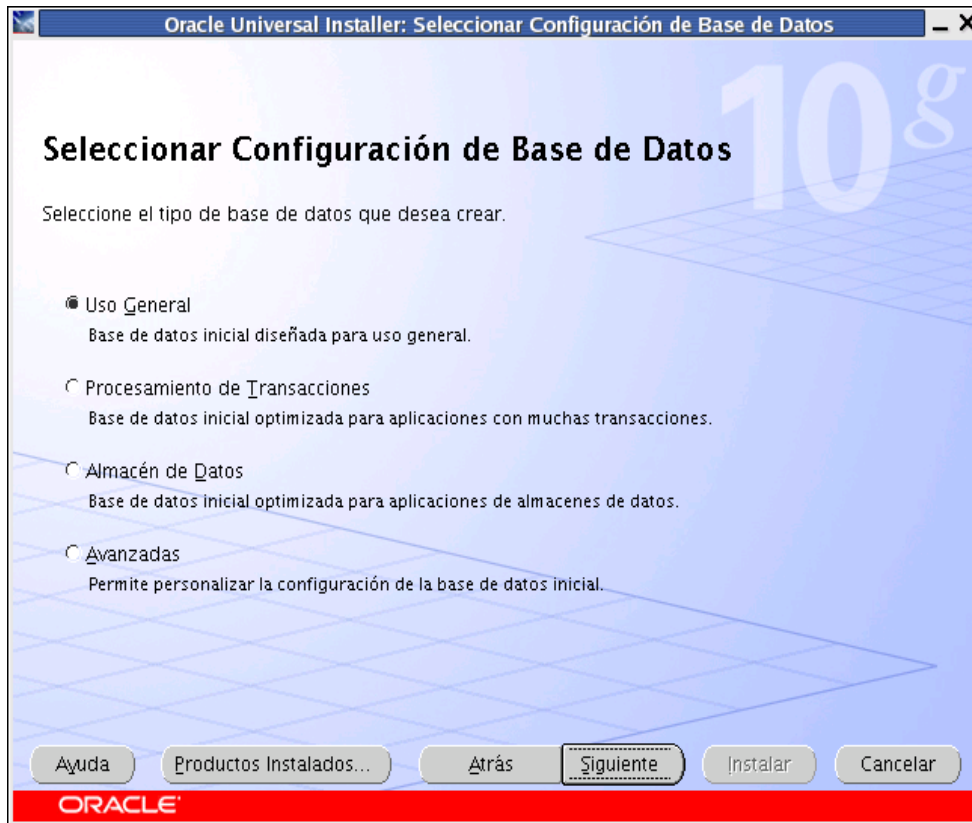 Oracle Universal Installer: Seleccionar Configuración de Base de Datos
10g
Seleccionar Configuración de Base de Datos
Seleccione el tipo de base de datos que desea crear.
Uso General
Base de datos inicial diseñada para uso general.
Procesamiento de Transacciones
Base de datos inicial optimizada para aplicaciones con muchas transacciones.
Almacén de Datos
Base de datos inicial optimizada para aplicaciones de almacenes de datos.
Avanzadas
Permite personalizar la configuración de la base de datos inicial.
Ayuda Productos Instalados... Atrás Siguiente Instalar Cancelar
ORACLE